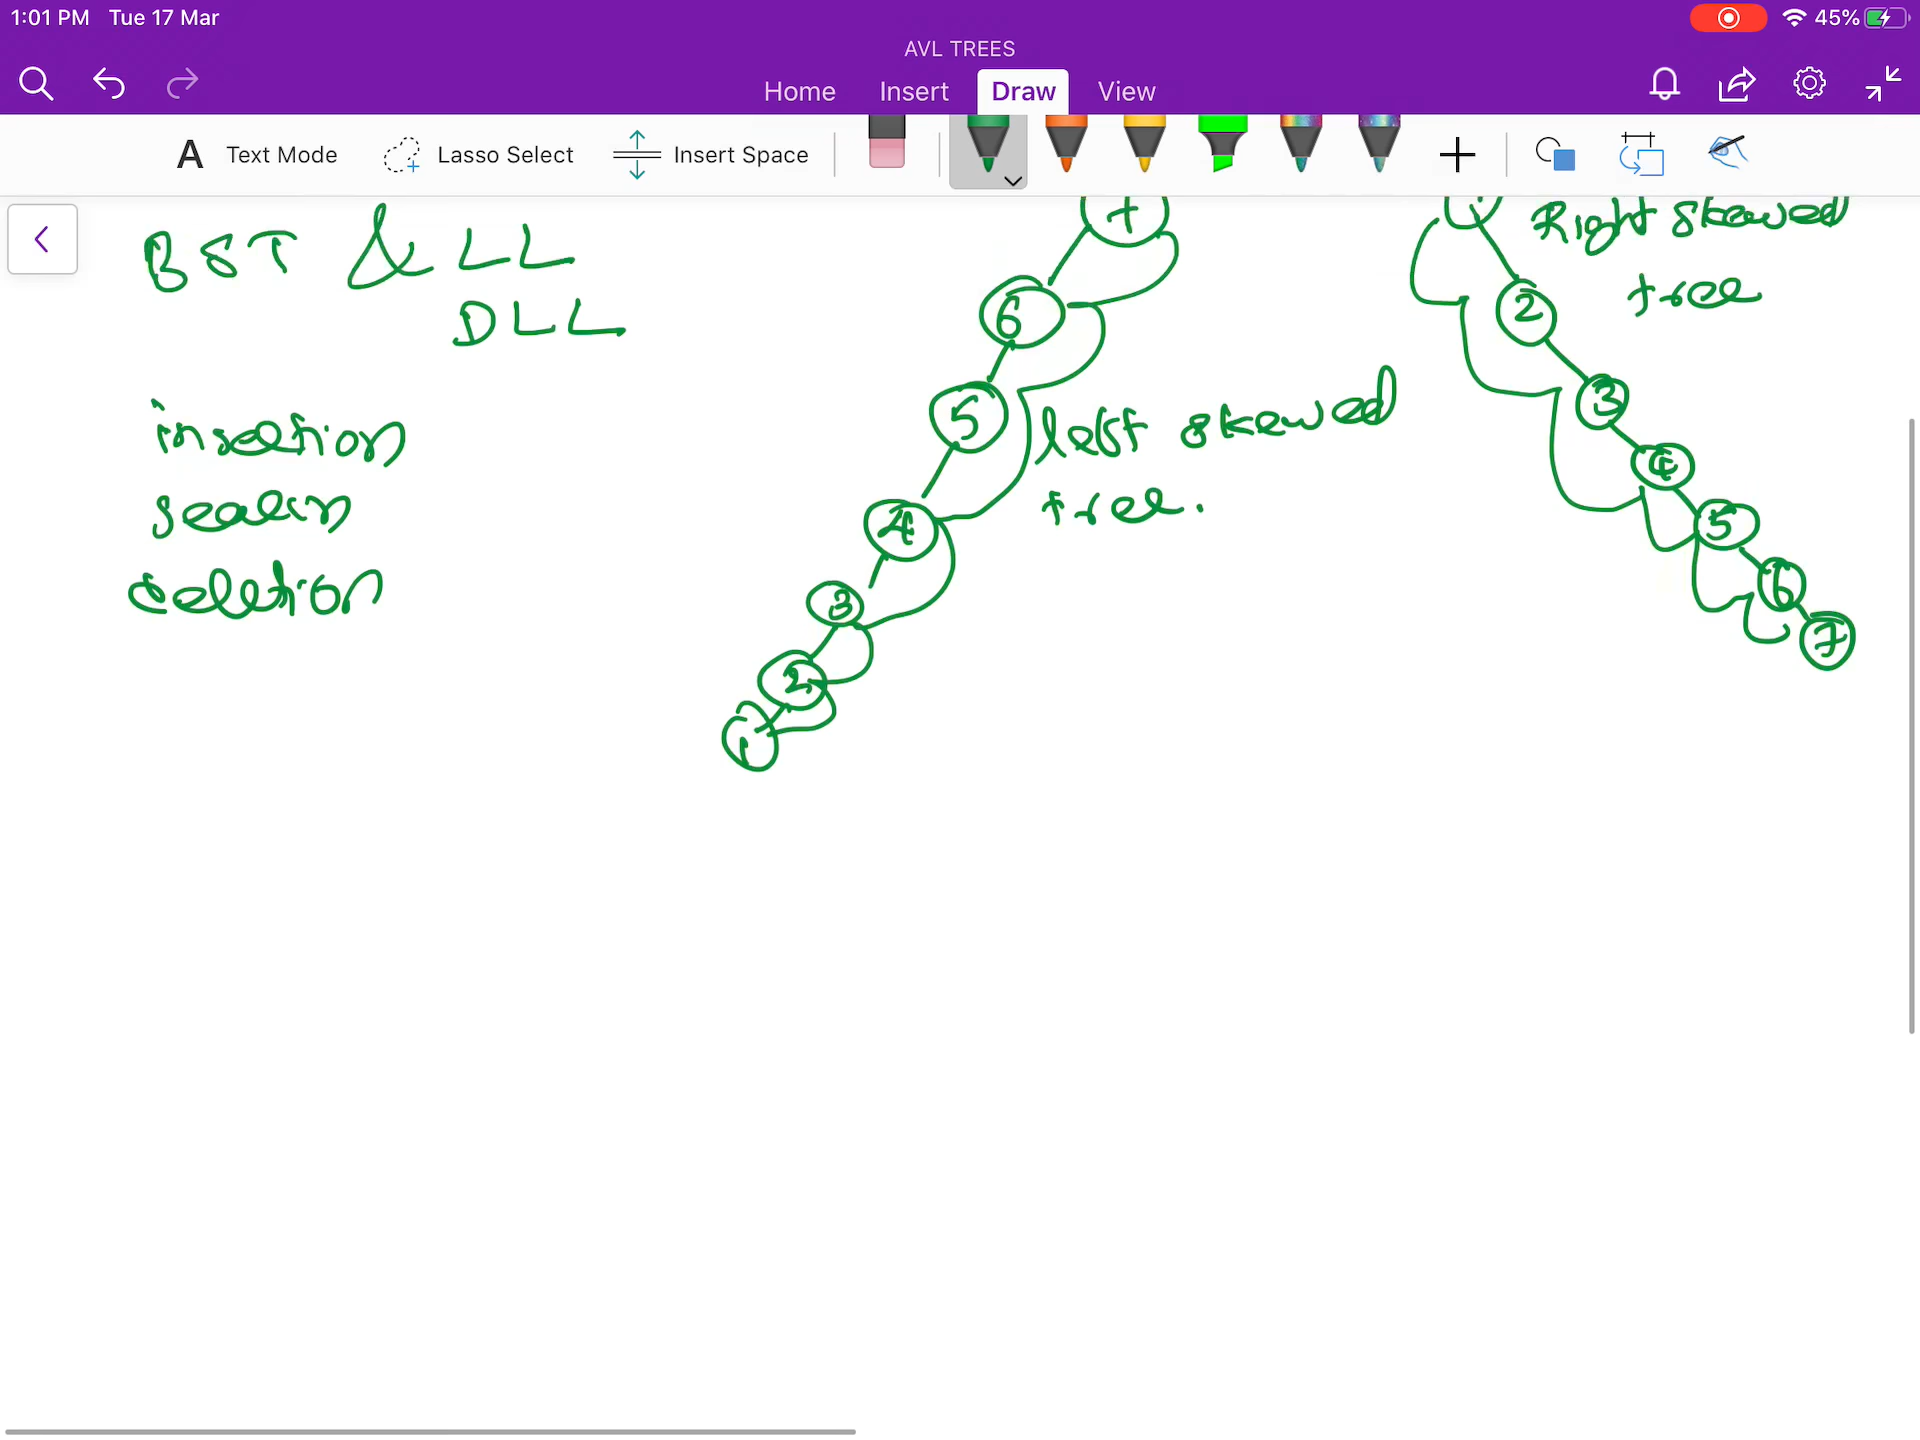 1:01 PM Tue 17 Mar
45%
AVL TREES
Home Insert Draw View
Text Mode Lasso Select Insert Space
BST & LL
DLL
insertion
search
deletion
7
6
5
4
3
2
1
left skewed
tree.
1
2
3
4
5
6
7
Right skewed
tree